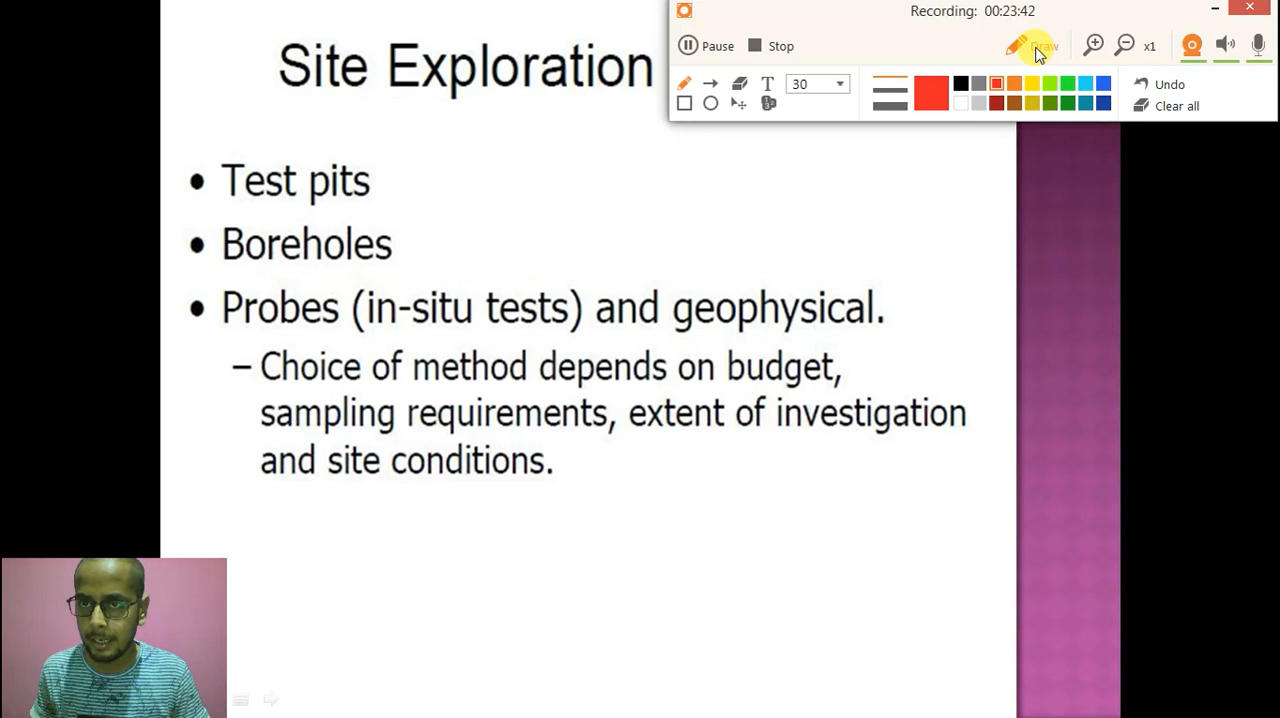 Recording: 00:23:42
Pause Stop Draw x1
T 30 Undo
Clear all
Site Exploration
• Test pits
• Boreholes
• Probes (in-situ tests) and geophysical.
– Choice of method depends on budget,
sampling requirements, extent of investigation
and site conditions.